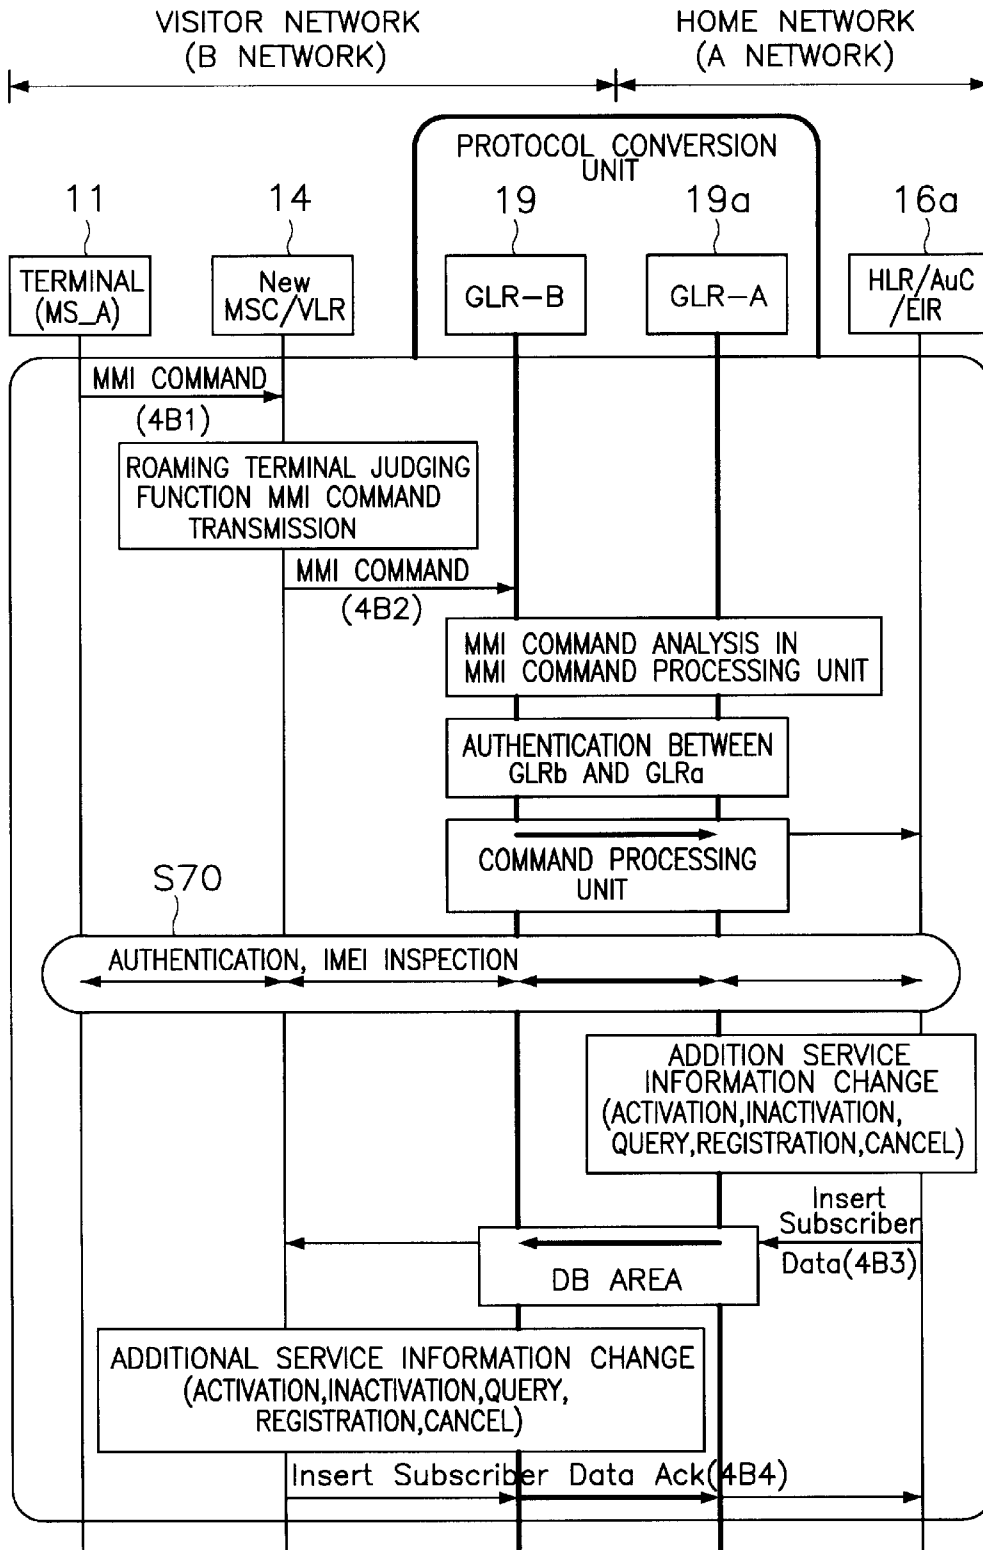 VISITOR NETWORK
(B NETWORK)
HOME NETWORK
(A NETWORK)
PROTOCOL CONVERSION
UNIT
11
14
19
19a
16a
TERMINAL
(MS_A)
New
MSC/VLR
GLR-B
GLR-A
HLR/AuC
/EIR
MMI COMMAND
(4B1)
ROAMING TERMINAL JUDGING
FUNCTION MMI COMMAND
TRANSMISSION
MMI COMMAND
(4B2)
MMI COMMAND ANALYSIS IN
MMI COMMAND PROCESSING UNIT
AUTHENTICATION BETWEEN
GLRb AND GLRa
COMMAND PROCESSING
UNIT
S70
AUTHENTICATION, IMEI INSPECTION
ADDITION SERVICE
INFORMATION CHANGE
(ACTIVATION,INACTIVATION,
QUERY,REGISTRATION,CANCEL)
Insert
Subscriber
Data(4B3)
DB AREA
ADDITIONAL SERVICE INFORMATION CHANGE
(ACTIVATION,INACTIVATION,QUERY,
REGISTRATION,CANCEL)
Insert Subscriber Data Ack(4B4)